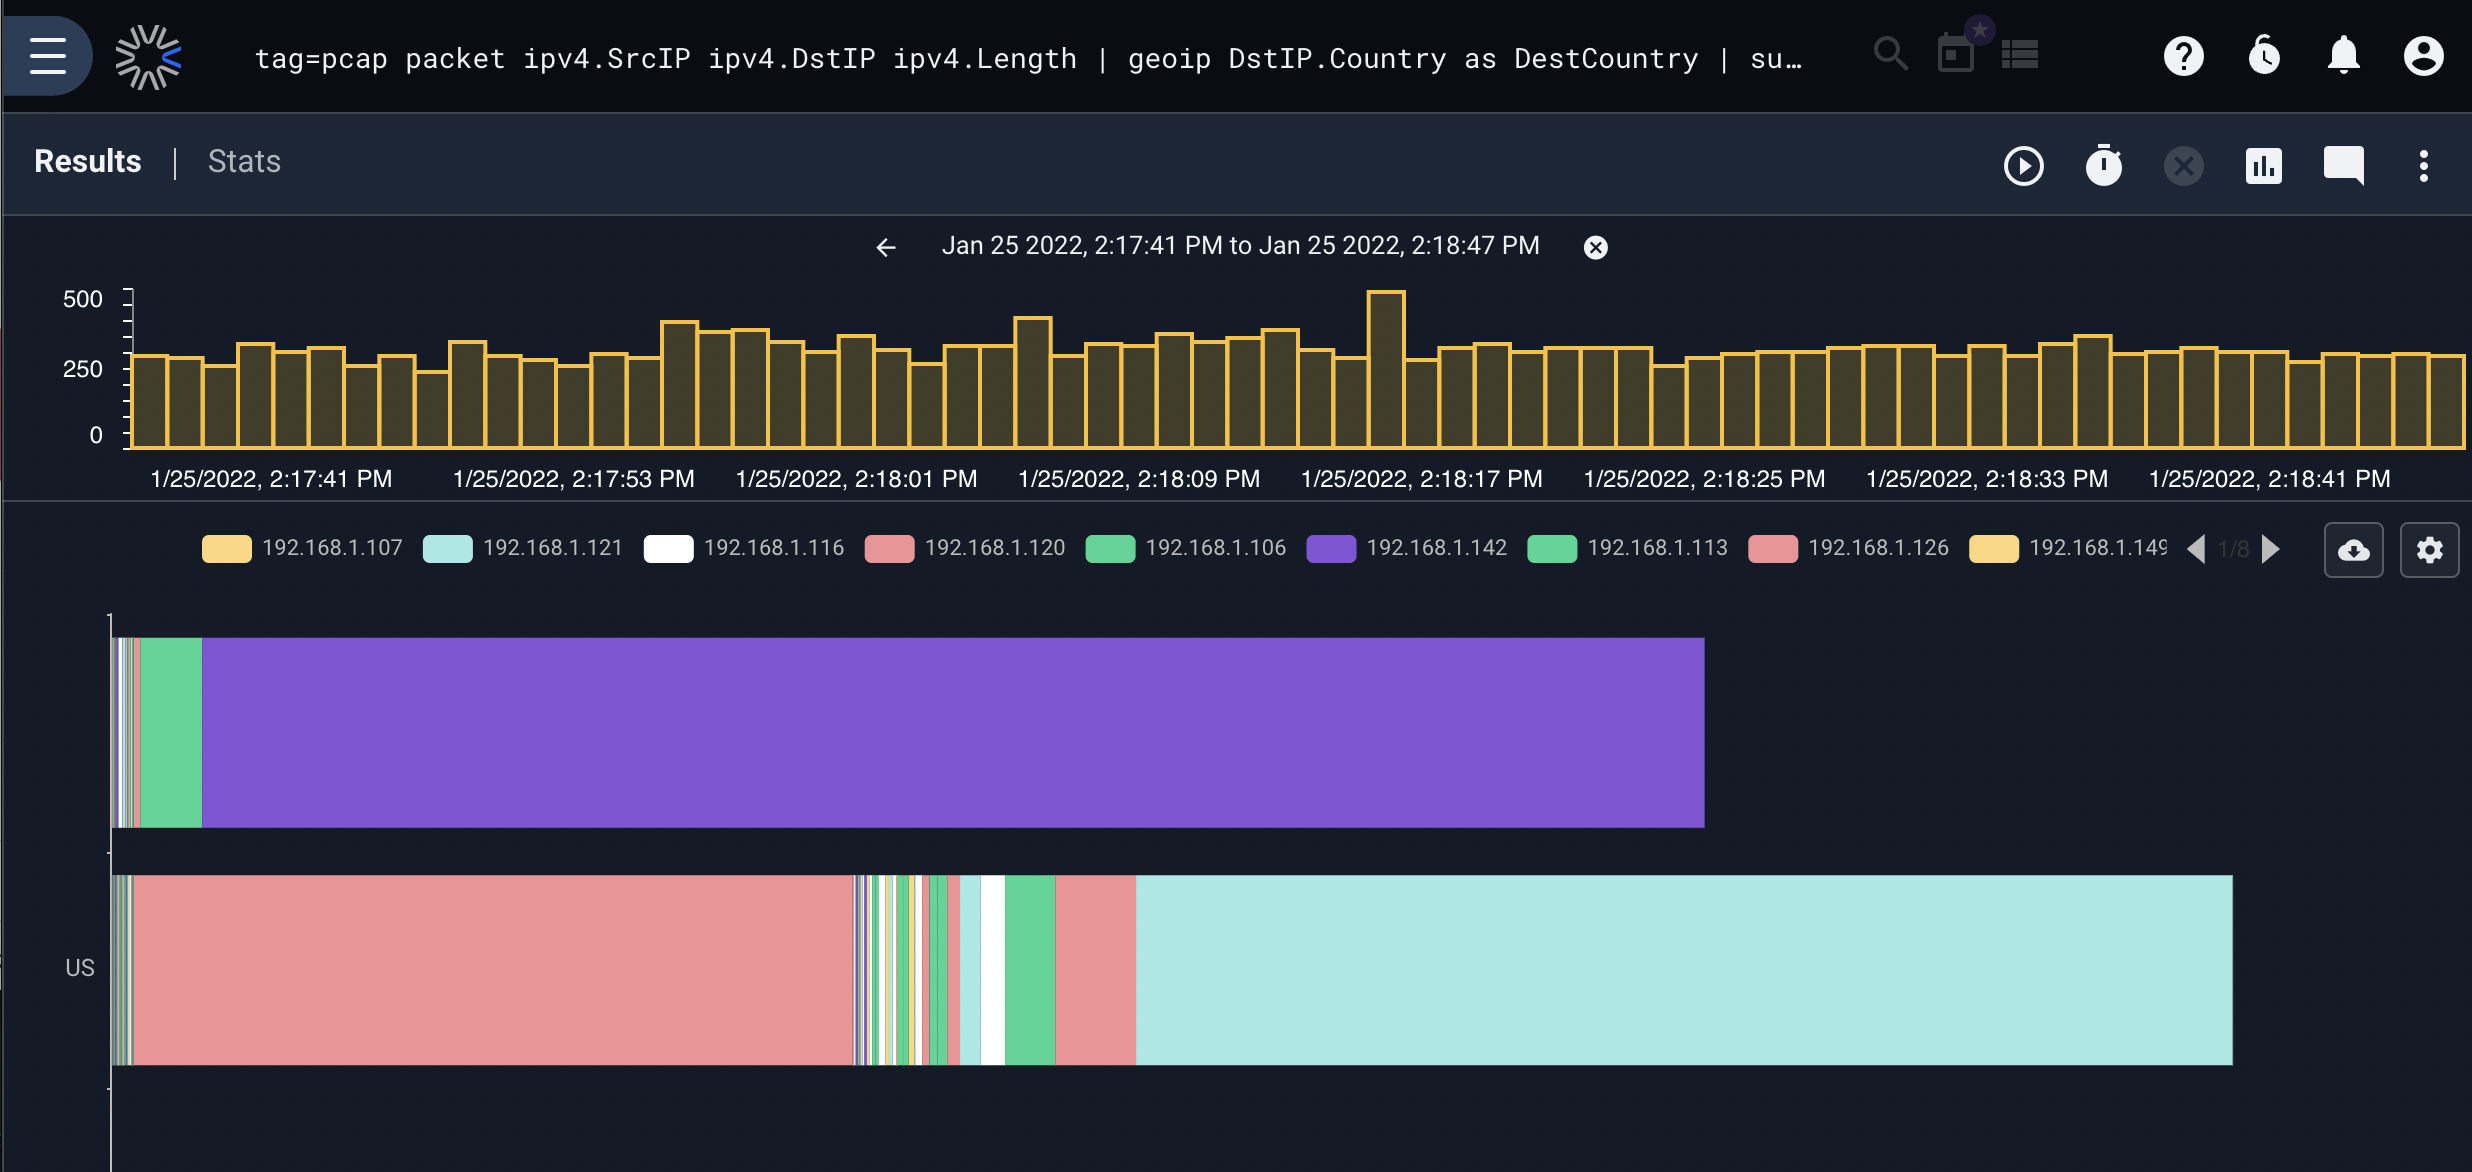 tag=pcap packet ipv4.SrcIP ipv4.DstIP ipv4.Length | geoip DstIP.Country as DestCountry | su…
Results | Stats
Jan 25 2022, 2:17:41 PM to Jan 25 2022, 2:18:47 PM
500
250
0
1/25/2022, 2:17:41 PM 1/25/2022, 2:17:53 PM 1/25/2022, 2:18:01 PM 1/25/2022, 2:18:09 PM 1/25/2022, 2:18:17 PM 1/25/2022, 2:18:25 PM 1/25/2022, 2:18:33 PM 1/25/2022, 2:18:41 PM
192.168.1.107 192.168.1.121 192.168.1.116 192.168.1.120 192.168.1.106 192.168.1.142 192.168.1.113 192.168.1.126 192.168.1.149 1/8
US